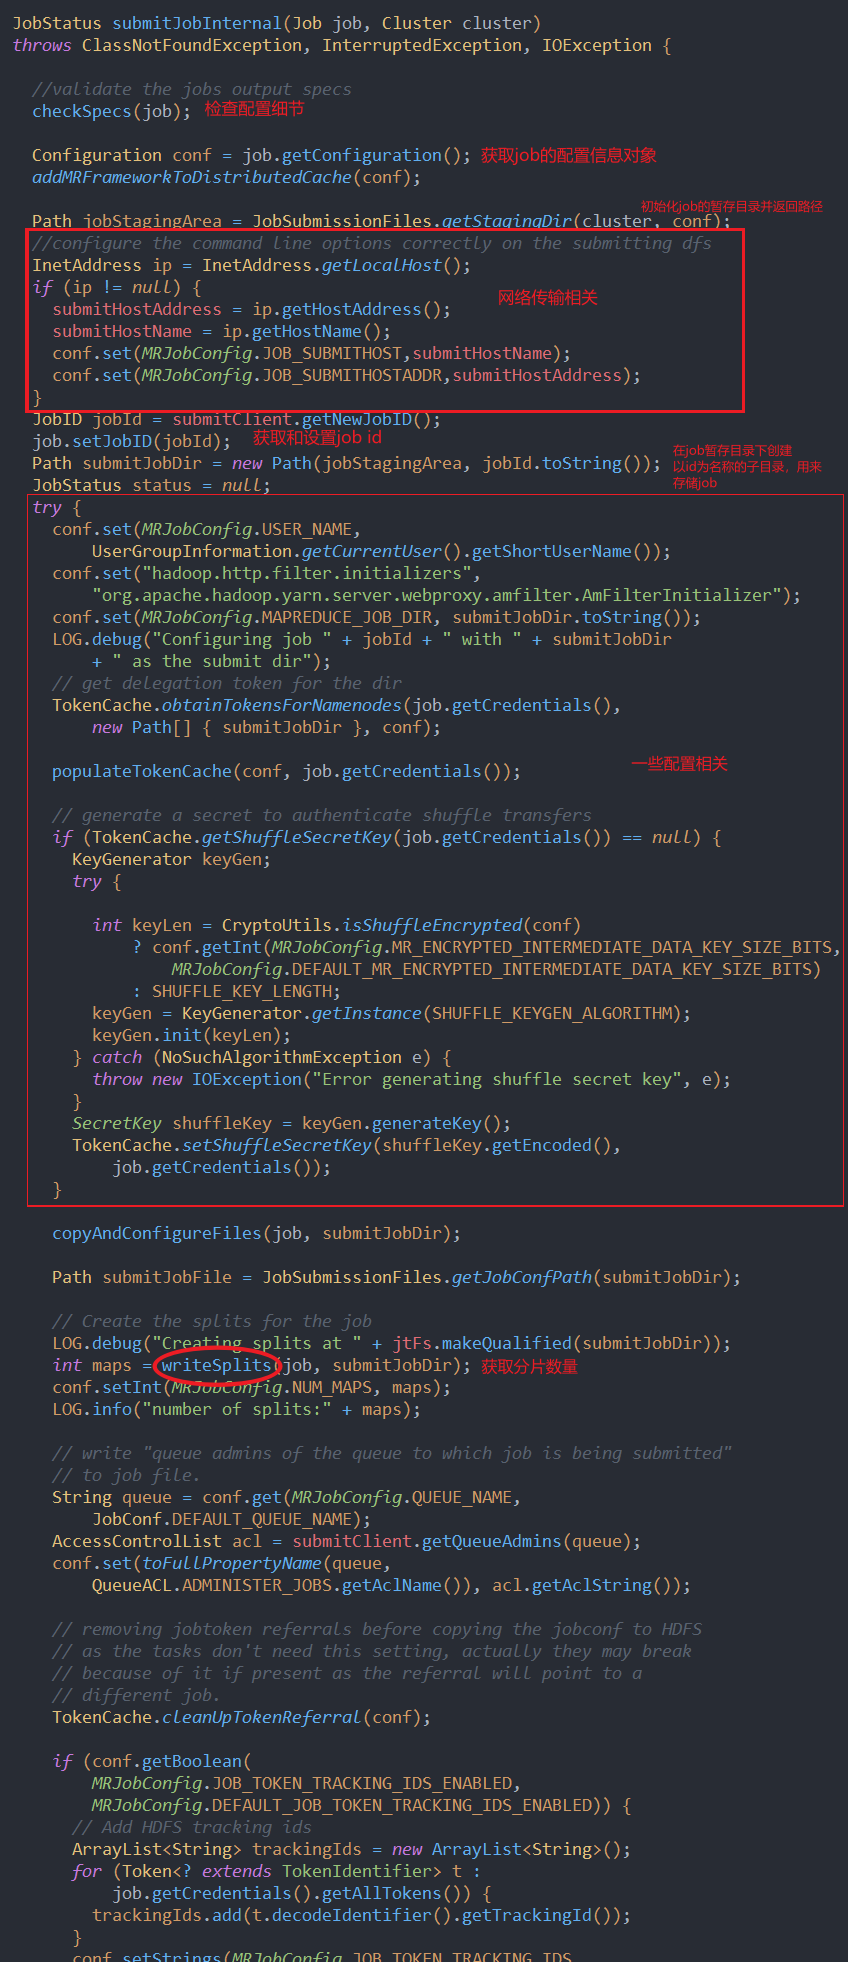 JobStatus submitJobInternal(Job job, Cluster cluster)
throws ClassNotFoundException, InterruptedException, IOException {
//validate the jobs output specs
checkSpecs(job); 检查配置细节
Configuration conf = job.getConfiguration(); 获取job的配置信息对象
addMRFrameworkToDistributedCache(conf);
初始化job的暂存目录并返回路径
Path jobStagingArea = JobSubmissionFiles.getStagingDir(cluster, conf);
//configure the command line options correctly on the submitting dfs
InetAddress ip = InetAddress.getLocalHost();
if (ip != null) {
网络传输相关
submitHostAddress = ip.getHostAddress();
submitHostName = ip.getHostName();
conf.set(MRJobConfig.JOB_SUBMITHOST,submitHostName);
conf.set(MRJobConfig.JOB_SUBMITHOSTADDR,submitHostAddress);
}
JobID jobId = submitClient.getNewJobID();
job.setJobID(jobId); 获取和设置job id
Path submitJobDir = new Path(jobStagingArea, jobId.toString());
在job暂存目录下创建
以id为名称的子目录，用来
存储job
JobStatus status = null;
try {
conf.set(MRJobConfig.USER_NAME,
UserGroupInformation.getCurrentUser().getShortUserName());
conf.set("hadoop.http.filter.initializers",
"org.apache.hadoop.yarn.server.webproxy.amfilter.AmFilterInitializer");
conf.set(MRJobConfig.MAPREDUCE_JOB_DIR, submitJobDir.toString());
LOG.debug("Configuring job " + jobId + " with " + submitJobDir
+ " as the submit dir");
// get delegation token for the dir
TokenCache.obtainTokensForNamenodes(job.getCredentials(),
new Path[] { submitJobDir }, conf);
一些配置相关
populateTokenCache(conf, job.getCredentials());
// generate a secret to authenticate shuffle transfers
if (TokenCache.getShuffleSecretKey(job.getCredentials()) == null) {
KeyGenerator keyGen;
try {
int keyLen = CryptoUtils.isShuffleEncrypted(conf)
? conf.getInt(MRJobConfig.MR_ENCRYPTED_INTERMEDIATE_DATA_KEY_SIZE_BITS,
MRJobConfig.DEFAULT_MR_ENCRYPTED_INTERMEDIATE_DATA_KEY_SIZE_BITS)
: SHUFFLE_KEY_LENGTH;
keyGen = KeyGenerator.getInstance(SHUFFLE_KEYGEN_ALGORITHM);
keyGen.init(keyLen);
} catch (NoSuchAlgorithmException e) {
throw new IOException("Error generating shuffle secret key", e);
}
SecretKey shuffleKey = keyGen.generateKey();
TokenCache.setShuffleSecretKey(shuffleKey.getEncoded(),
job.getCredentials());
}
copyAndConfigureFiles(job, submitJobDir);
Path submitJobFile = JobSubmissionFiles.getJobConfPath(submitJobDir);
// Create the splits for the job
LOG.debug("Creating splits at " + jtFs.makeQualified(submitJobDir));
int maps = writeSplits(job, submitJobDir); 获取分片数量
conf.setInt(MRJobConfig.NUM_MAPS, maps);
LOG.info("number of splits:" + maps);
// write "queue admins of the queue to which job is being submitted"
// to job file.
String queue = conf.get(MRJobConfig.QUEUE_NAME,
JobConf.DEFAULT_QUEUE_NAME);
AccessControlList acl = submitClient.getQueueAdmins(queue);
conf.set(toFullPropertyName(queue,
QueueACL.ADMINISTER_JOBS.getAclName()), acl.getAclString());
// removing jobtoken referrals before copying the jobconf to HDFS
// as the tasks don't need this setting, actually they may break
// because of it if present as the referral will point to a
// different job.
TokenCache.cleanUpTokenReferral(conf);
if (conf.getBoolean(
MRJobConfig.JOB_TOKEN_TRACKING_IDS_ENABLED,
MRJobConfig.DEFAULT_JOB_TOKEN_TRACKING_IDS_ENABLED)) {
// Add HDFS tracking ids
ArrayList<String> trackingIds = new ArrayList<String>();
for (Token<? extends TokenIdentifier> t :
job.getCredentials().getAllTokens()) {
trackingIds.add(t.decodeIdentifier().getTrackingId());
}
conf.setStrings(MRJobConfig.JOB_TOKEN_TRACKING_IDS,